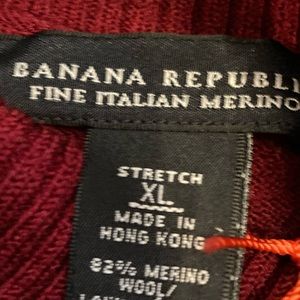 BANANA REPUBLI
FINE ITALIAN MERINO
STRETCH
XL
MADE IN
HONG KONG
82% MERINO
WOOL/